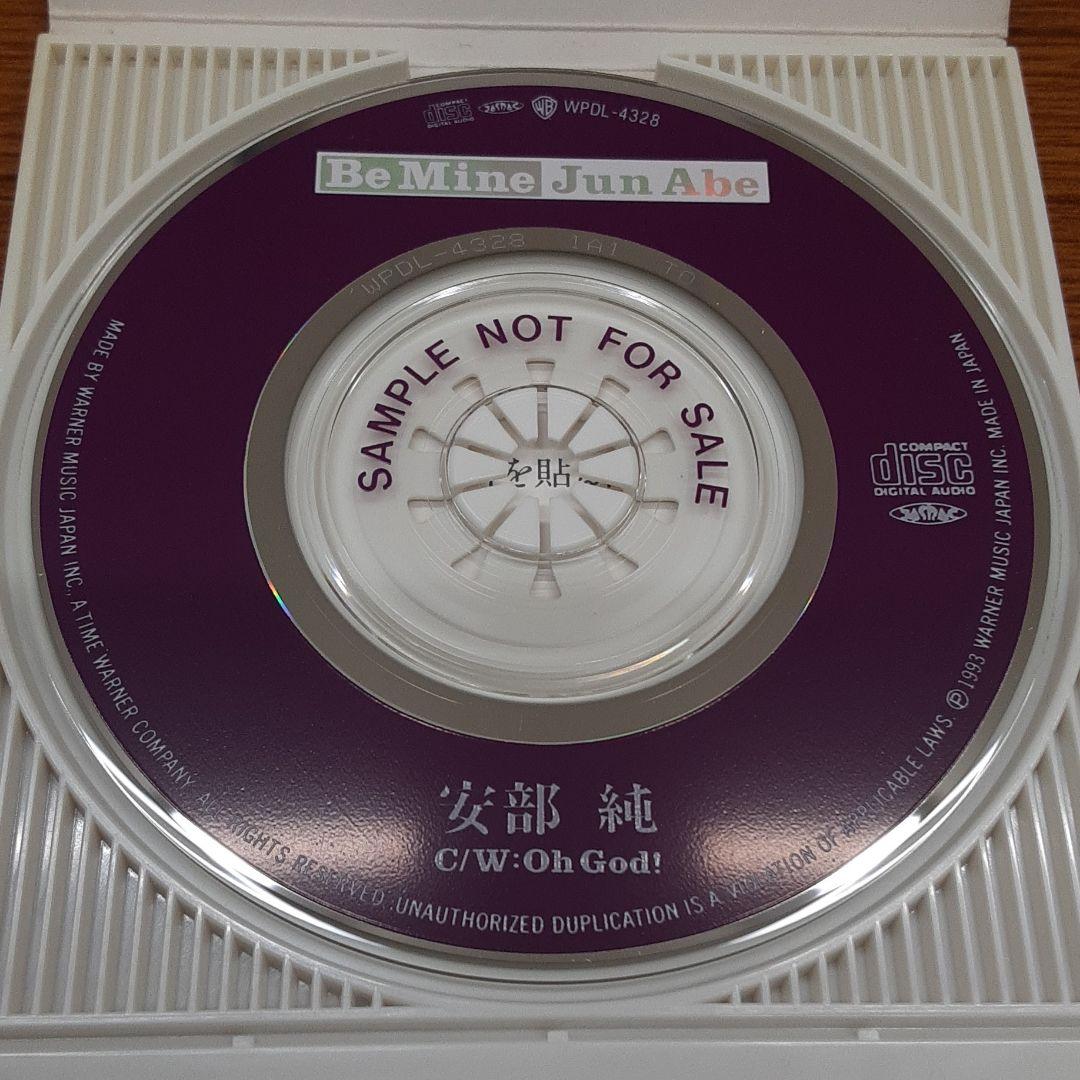 COMPACT
disc
DIGITAL AUDIO
JASRAC
WB
WPDL-4328
Be Mine Jun Abe
WPDL-4328 1A1 TO
SAMPLE NOT FOR SALE
を貼
COMPACT
disc
DIGITAL AUDIO
JASRAC
安部 純
C/W:Oh God!
MADE BY WARNER MUSIC JAPAN INC., A TIME WARNER COMPANY. ALL RIGHTS RESERVED. UNAUTHORIZED DUPLICATION IS A VIOLATION OF APPLICABLE LAWS. Ⓟ1993 WARNER MUSIC JAPAN INC. MADE IN JAPAN